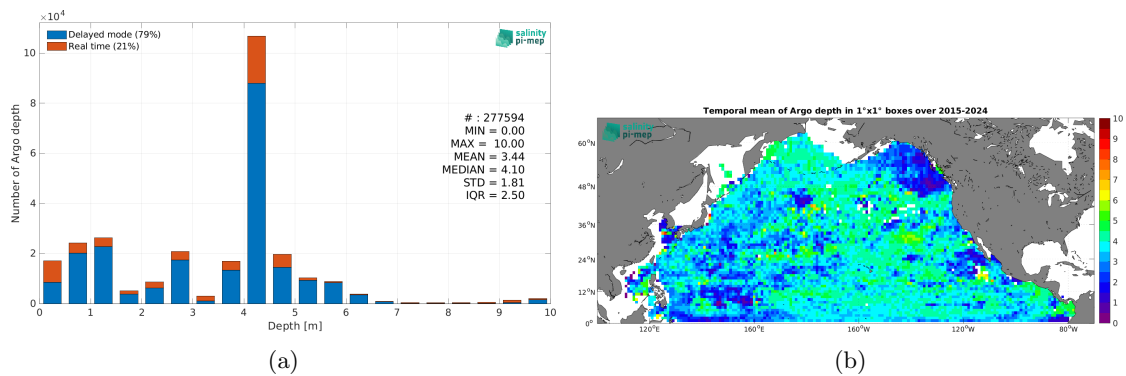 ×10⁴
Delayed mode (79%)
Real time (21%)
salinity
pi-mep
10
8
6
4
2
0
Number of Argo depth
# : 277594
MIN = 0.00
MAX = 10.00
MEAN = 3.44
MEDIAN = 4.10
STD = 1.81
IQR = 2.50
0 1 2 3 4 5 6 7 8 9 10
Depth [m]
(a)
Temporal mean of Argo depth in 1°x1° boxes over 2015-2024
salinity
pi-mep
60°N
48°N
36°N
24°N
12°N
0°
120°E 160°E 160°W 120°W 80°W
10
9
8
7
6
5
4
3
2
1
0
(b)